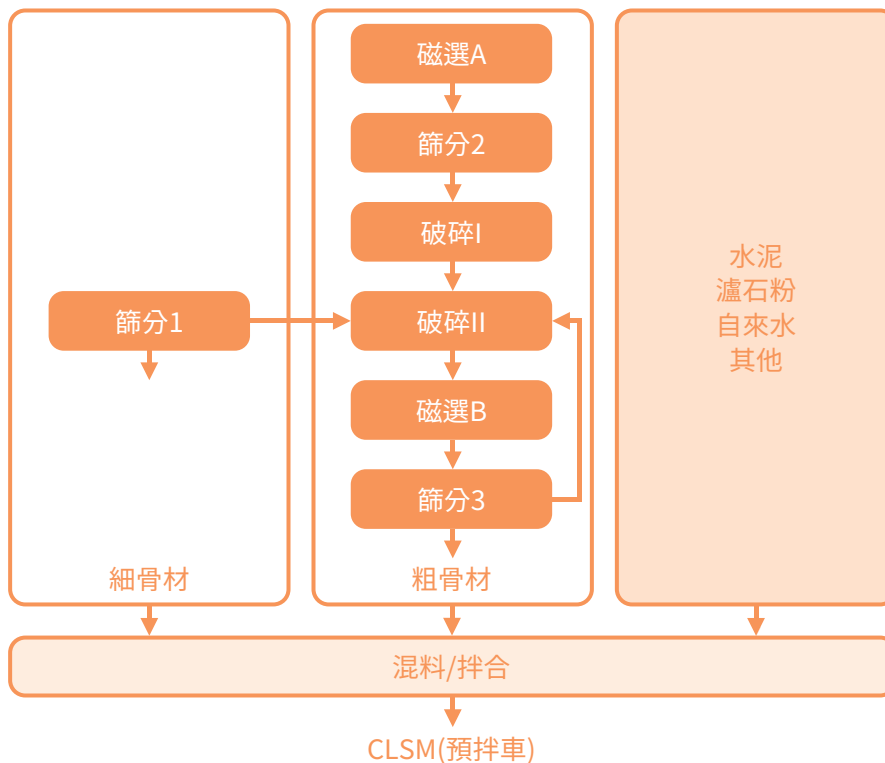 磁選A
篩分2
破碎I
篩分1
破碎II
磁選B
篩分3
細骨材
粗骨材
水泥
瀘石粉
自來水
其他
混料/拌合
CLSM(預拌車)